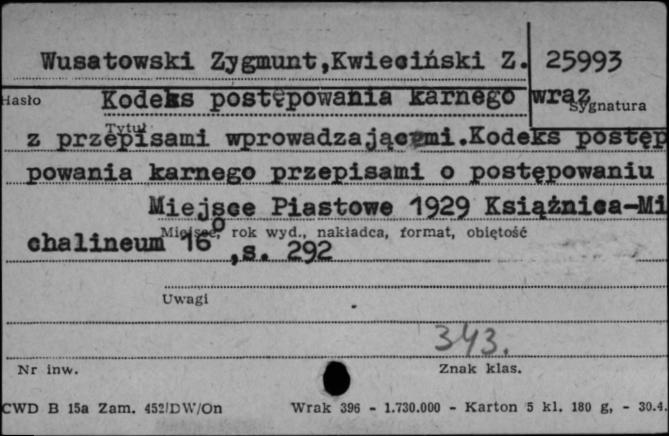 Wusatowski Zygmunt,Kwieciński Z. 25993
Hasło
Kodeks postępowania karnego wraz
Sygnatura
Tytuł
z przepisami wprowadzającemi.Kodeks postęp
powania karnego przepisami o postępowaniu
Miejsce Piastowe 1929 Książnica-Mi
chalineum 16⁰,s. 292
Miejsce, rok wyd., nakładca, format, objętość
Uwagi
343.
Nr inw. Znak klas.
CWD B 15a Zam. 452/DW/On Wrak 396 - 1.730.000 - Karton 5 kl. 180 g, - 30.4.